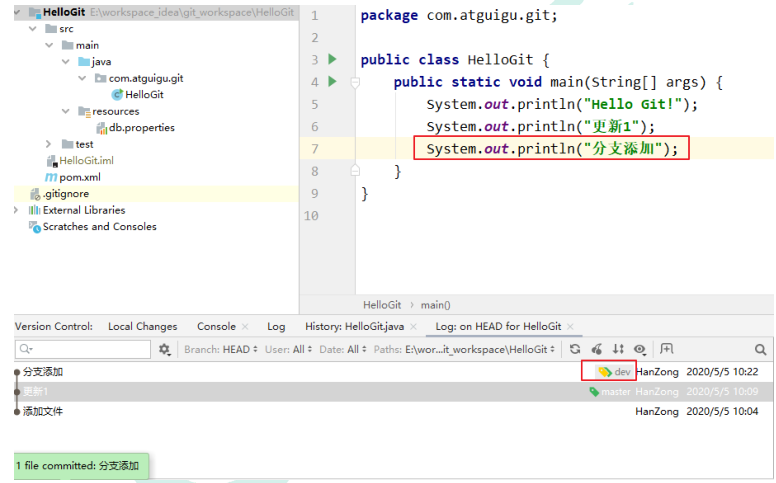 HelloGit E:\workspace_idea\git_workspace\HelloGit
src
main
java
com.atguigu.git
HelloGit
resources
db.properties
test
HelloGit.iml
pom.xml
.gitignore
External Libraries
Scratches and Consoles
1 package com.atguigu.git;
2
3 public class HelloGit {
4 public static void main(String[] args) {
5 System.out.println("Hello Git!");
6 System.out.println("更新1");
7 System.out.println("分支添加");
8 }
9 }
10
HelloGit › main()
Version Control: Local Changes Console × Log History: HelloGit.java × Log: on HEAD for HelloGit ×
Branch: HEAD User: All Date: All Paths: E:\wor...it_workspace\HelloGit
分支添加 dev HanZong 2020/5/5 10:22
更新1 master HanZong 2020/5/5 10:09
添加文件 HanZong 2020/5/5 10:04
1 file committed: 分支添加